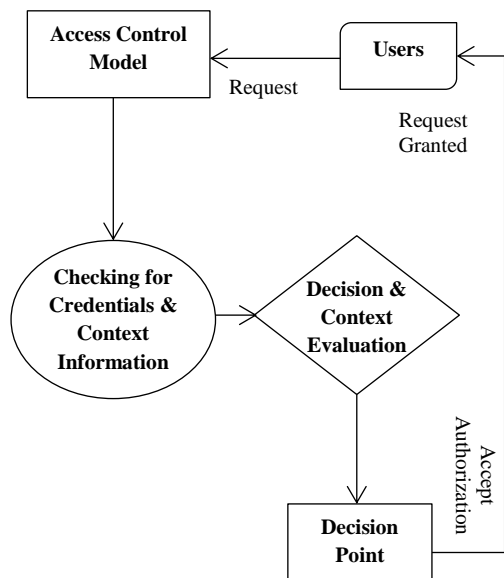 Access Control
Model
Users
Request
Request
Granted
Checking for
Credentials &
Context
Information
Decision &
Context
Evaluation
Accept
Authorization
Decision
Point